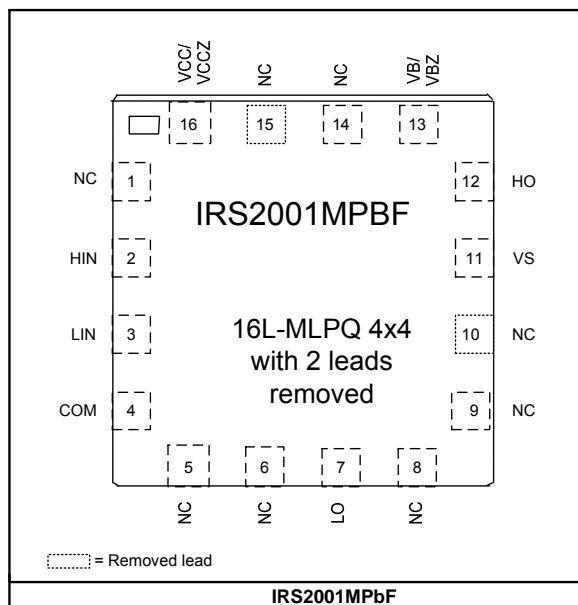 VCC/
VCCZ
NC
NC
VB/
VBZ
16
15
14
13
NC
1
12
HO
IRS2001MPBF
HIN
2
11
VS
LIN
3
16L-MLPQ 4x4
with 2 leads
removed
10
NC
COM
4
9
NC
5
6
7
8
NC
NC
LO
NC
= Removed lead
IRS2001MPbF